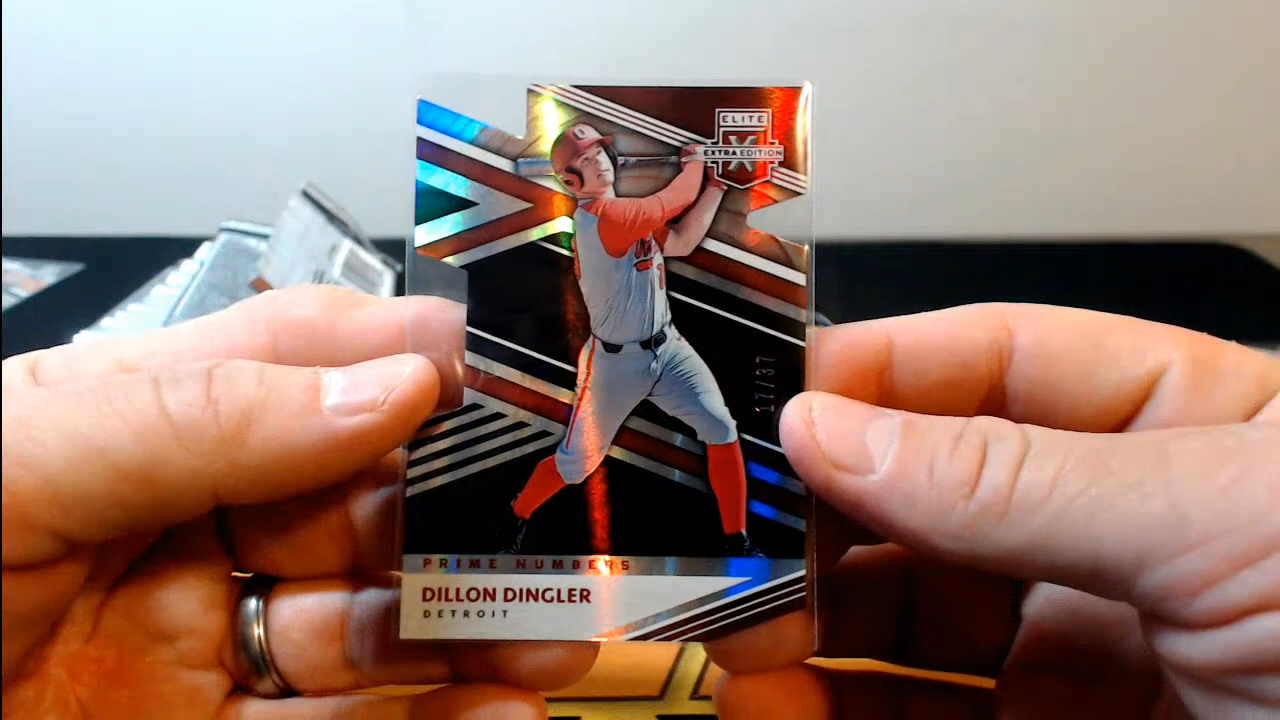 ELITE
X
EXTRA EDITION
O
17/37
PRIME NUMBERS
DILLON DINGLER
DETROIT